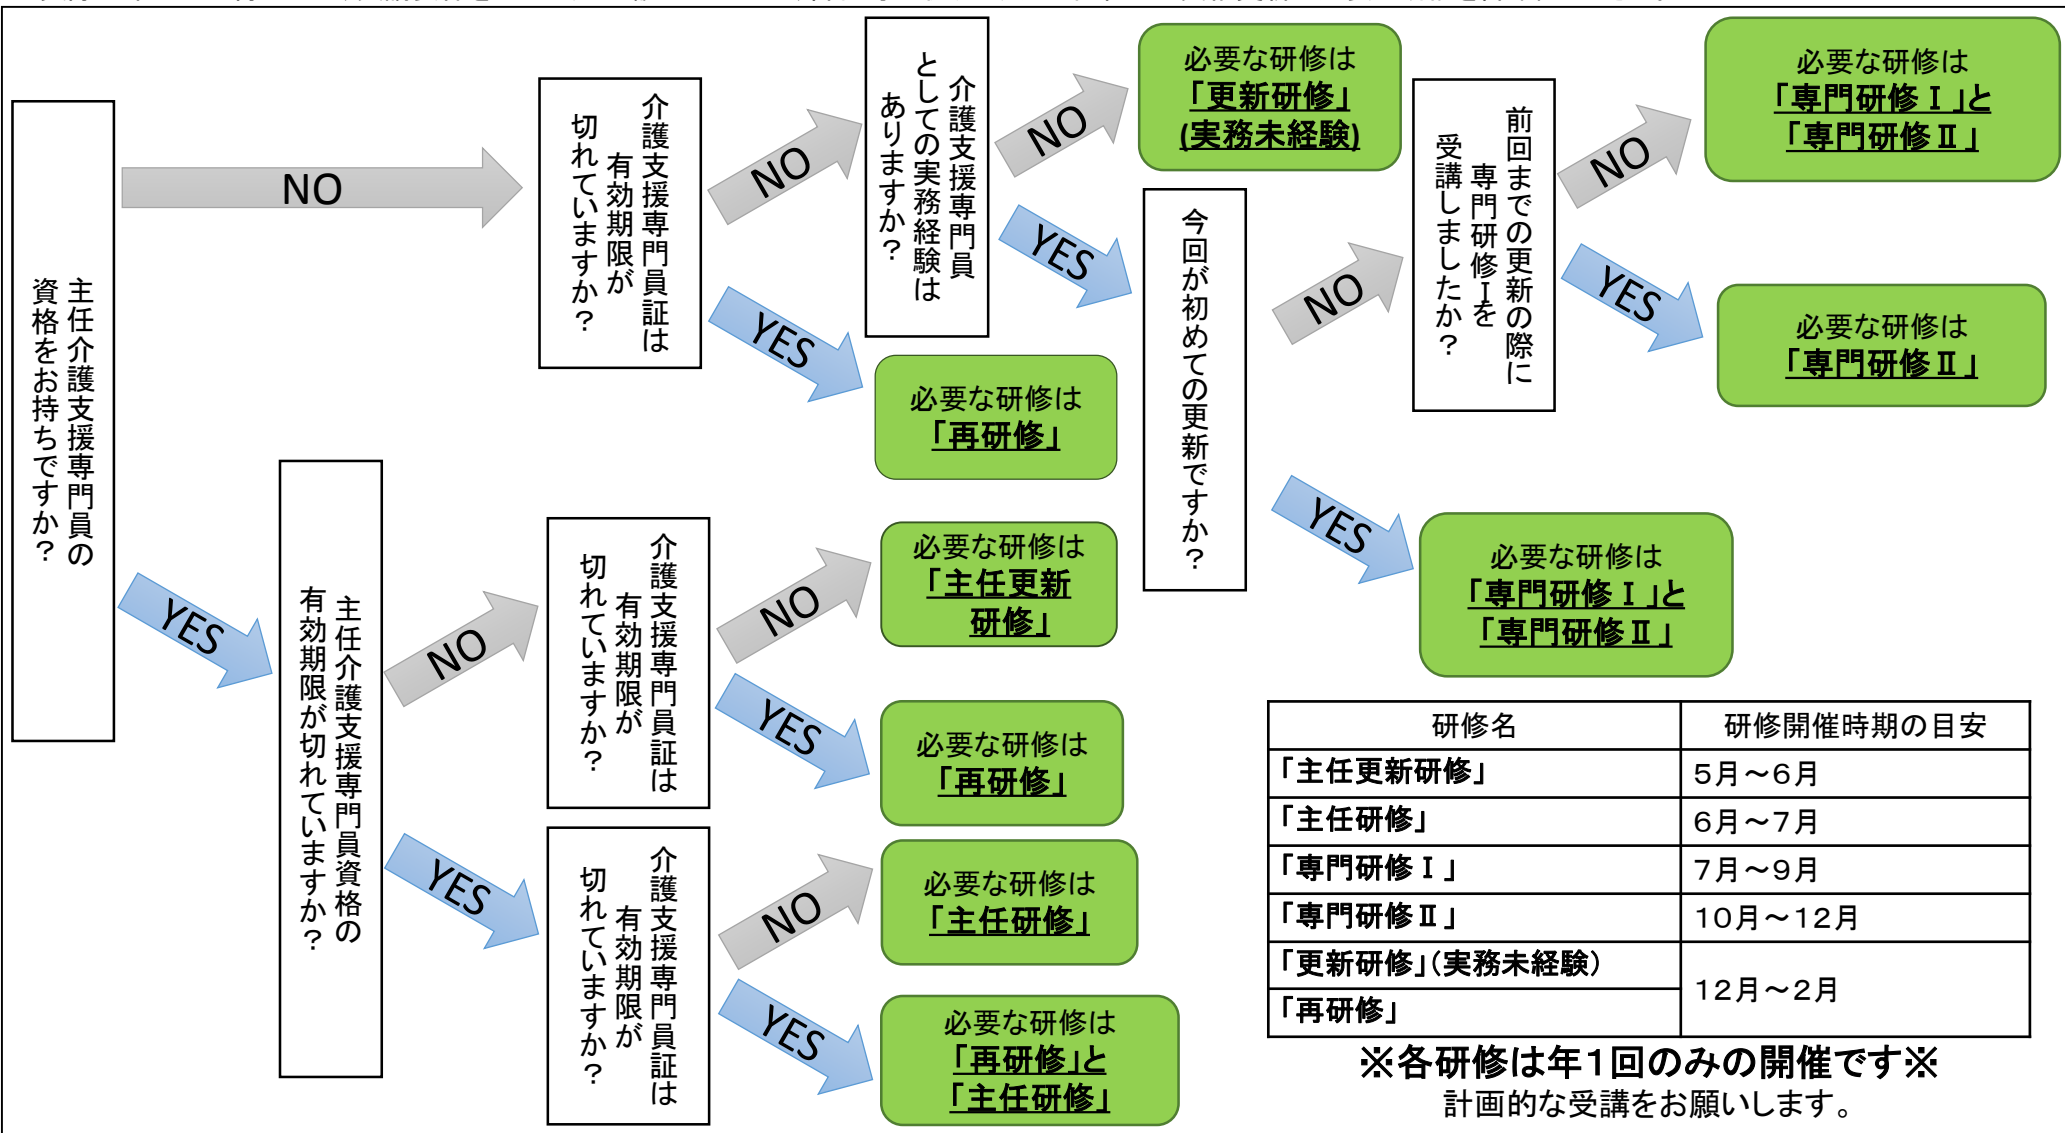 主任介護支援専門員の
資格をお持ちですか？
NO
YES
介護支援専門員証は
有効期限が
切れていますか？
NO
YES
介護支援専門員
としての実務経験は
ありますか？
NO
YES
必要な研修は
「更新研修」
(実務未経験)
必要な研修は
「再研修」
今回が初めての更新ですか？
NO
YES
前回までの更新の際に
専門研修Ⅰを
受講しましたか？
NO
YES
必要な研修は
「専門研修Ⅰ」と
「専門研修Ⅱ」
必要な研修は
「専門研修Ⅱ」
必要な研修は
「専門研修Ⅰ」と
「専門研修Ⅱ」
主任介護支援専門員資格の
有効期限が切れていますか？
NO
YES
介護支援専門員証は
有効期限が
切れていますか？
NO
YES
必要な研修は
「主任更新
研修」
必要な研修は
「再研修」
介護支援専門員証は
有効期限が
切れていますか？
NO
YES
必要な研修は
「主任研修」
必要な研修は
「再研修」と
「主任研修」
研修名 研修開催時期の目安
「主任更新研修」 5月～6月
「主任研修」 6月～7月
「専門研修Ⅰ」 7月～9月
「専門研修Ⅱ」 10月～12月
「更新研修」（実務未経験） 12月～2月
「再研修」
※各研修は年1回のみの開催です※
計画的な受講をお願いします。